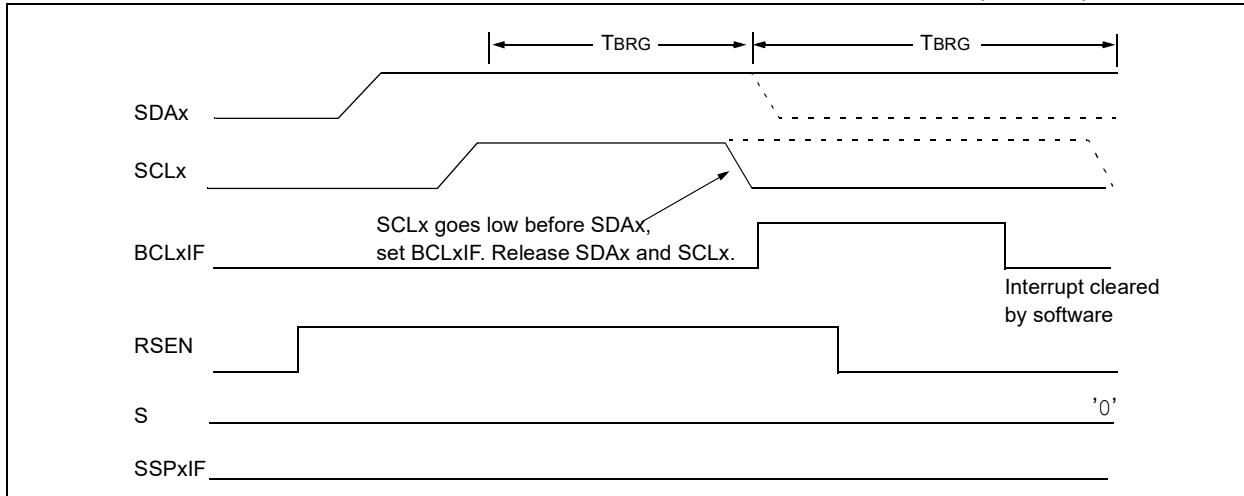 TBRG TBRG
SDAx
SCLx
SCLx goes low before SDAx,
set BCLxIF. Release SDAx and SCLx.
BCLxIF
Interrupt cleared
by software
RSEN
S
’0’
SSPxIF